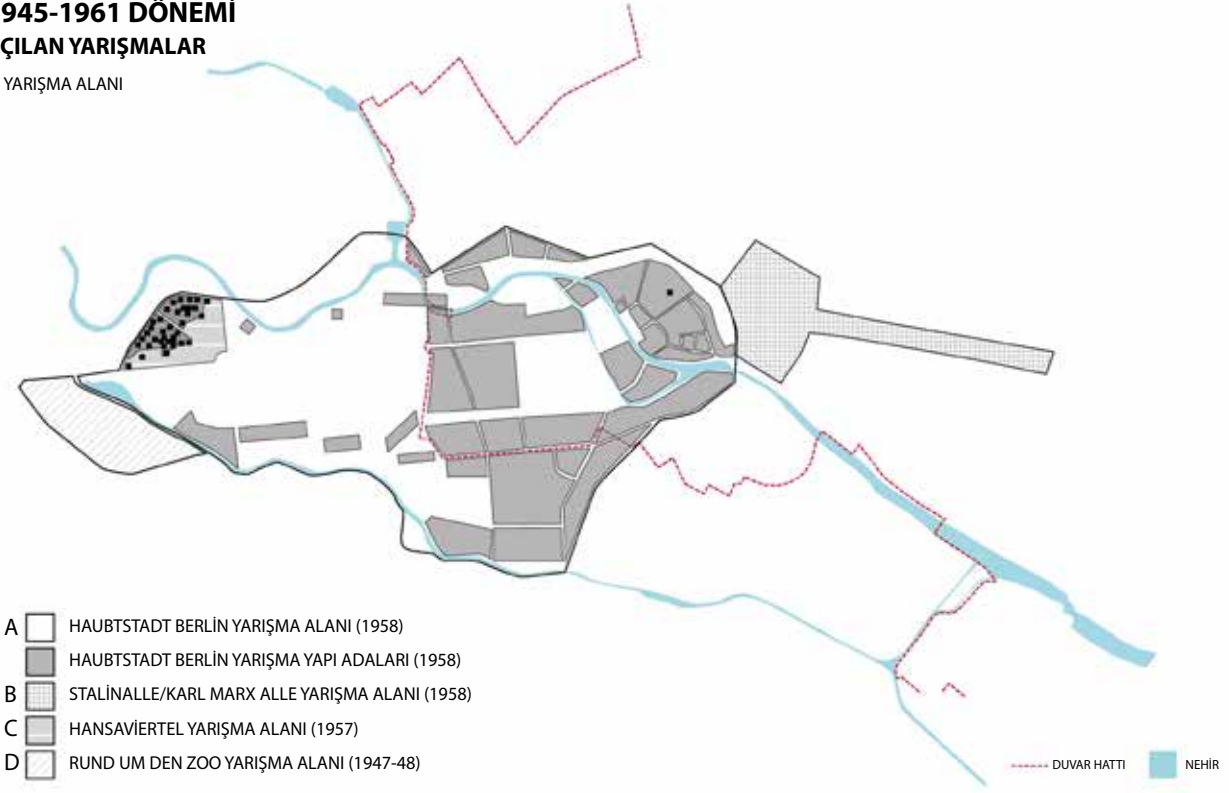 945-1961 DÖNEMİ
ÇILAN YARIŞMALAR
YARIŞMA ALANI
A HAUBTSTADT BERLİN YARIŞMA ALANI (1958)
HAUBTSTADT BERLİN YARIŞMA YAPI ADALARI (1958)
B STALİNALLE/KARL MARX ALLE YARIŞMA ALANI (1958)
C HANSAVİERTEL YARIŞMA ALANI (1957)
D RUND UM DEN ZOO YARIŞMA ALANI (1947-48)
DUVAR HATTI
NEHİR